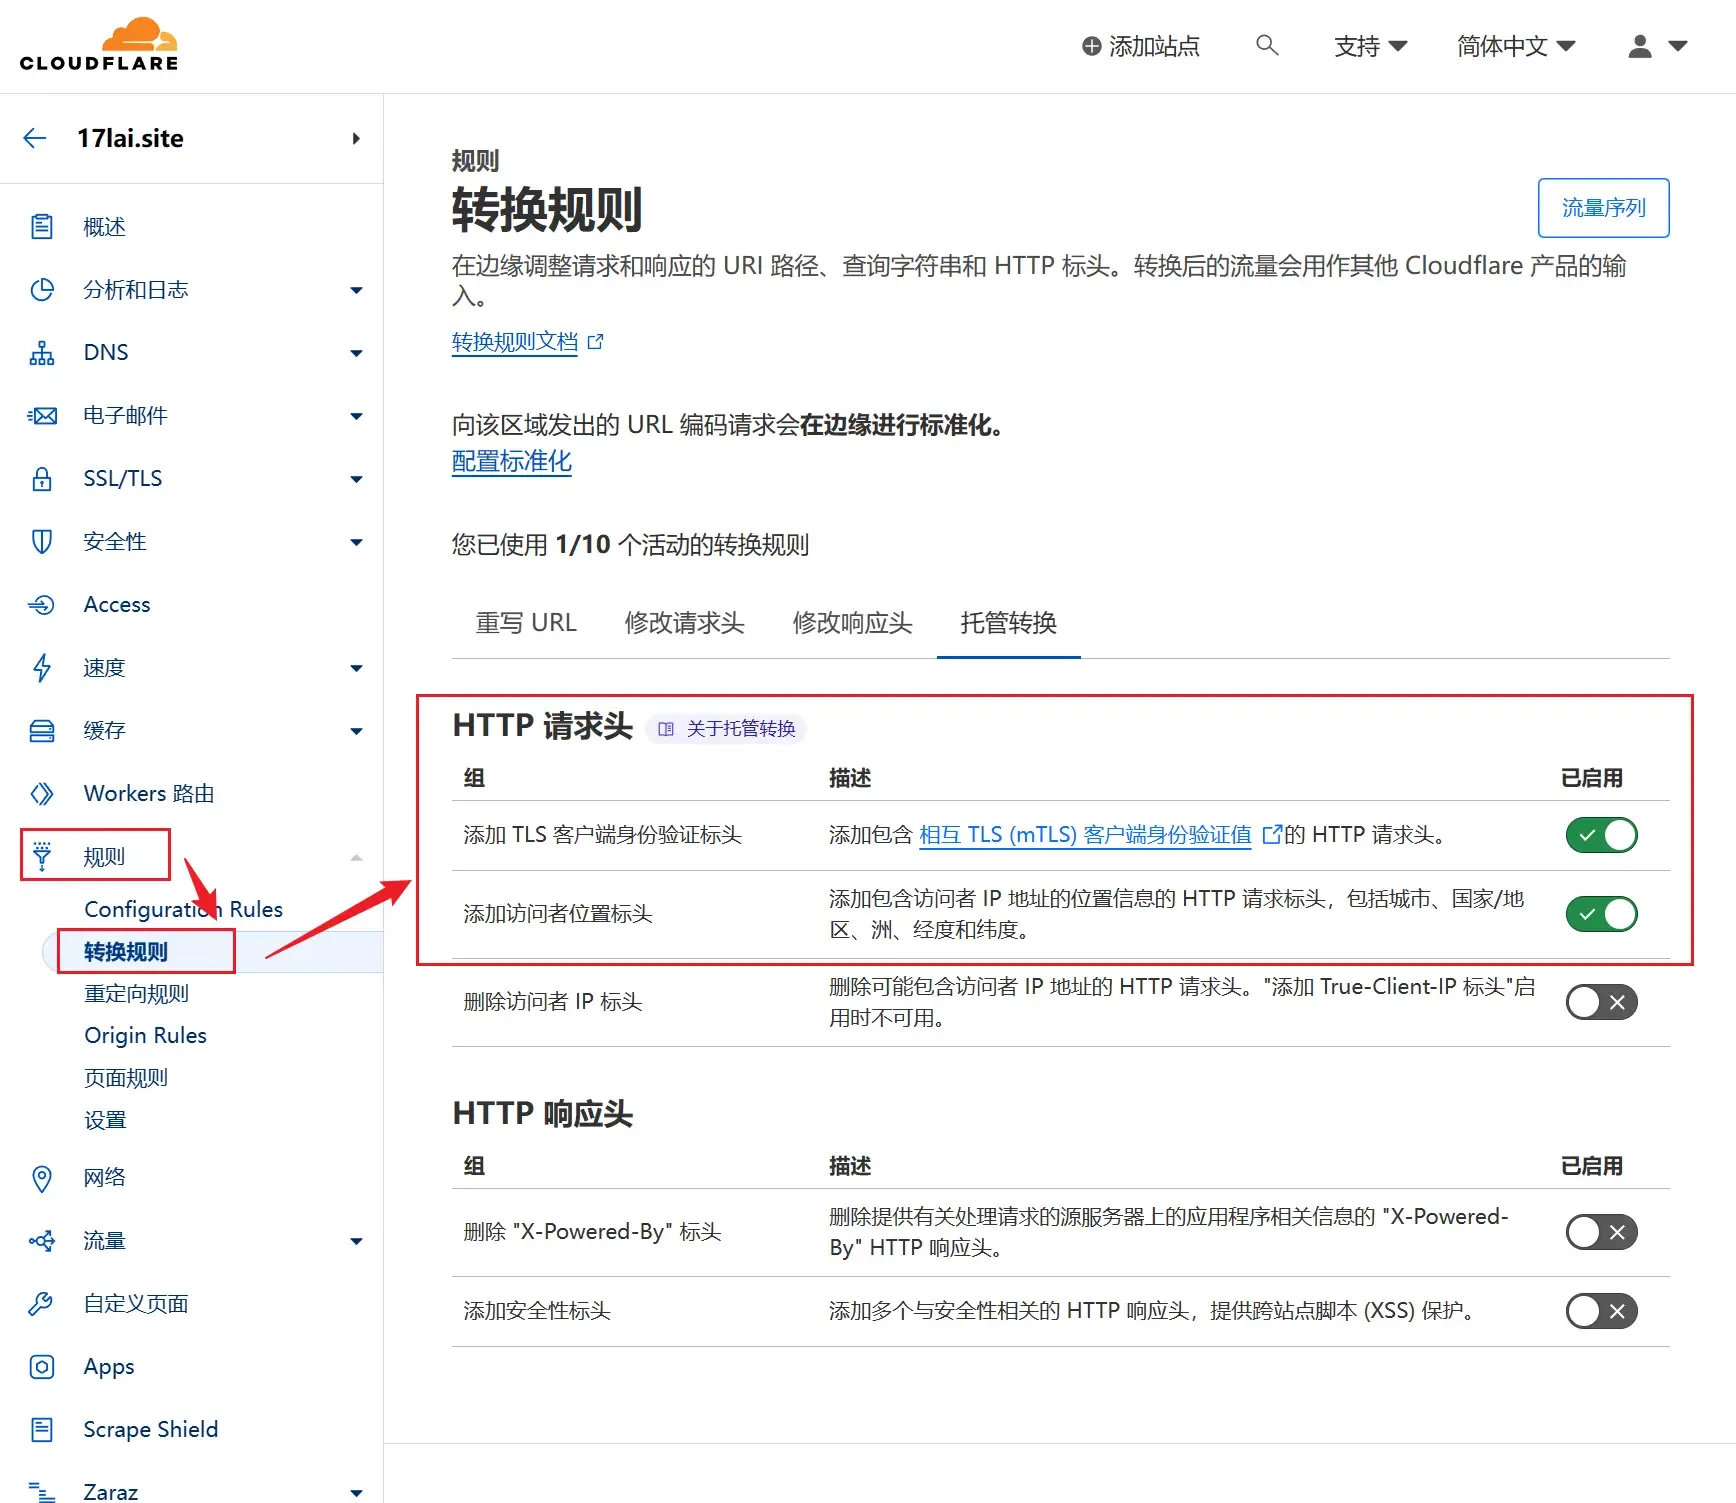 CLOUDFLARE
添加站点
支持
简体中文
17lai.site
概述
分析和日志
DNS
电子邮件
SSL/TLS
安全性
Access
速度
缓存
Workers 路由
规则
Configuration Rules
转换规则
重定向规则
Origin Rules
页面规则
设置
网络
流量
自定义页面
Apps
Scrape Shield
Zaraz
规则
转换规则
流量序列
在边缘调整请求和响应的 URI 路径、查询字符串和 HTTP 标头。转换后的流量会用作其他 Cloudflare 产品的输
入。
转换规则文档
向该区域发出的 URL 编码请求会在边缘进行标准化。
配置标准化
您已使用 1/10 个活动的转换规则
重写 URL 修改请求头 修改响应头 托管转换
HTTP 请求头 关于托管转换
组 描述 已启用
添加 TLS 客户端身份验证标头 添加包含 相互 TLS (mTLS) 客户端身份验证值 的 HTTP 请求头。
添加访问者位置标头 添加包含访问者 IP 地址的位置信息的 HTTP 请求标头，包括城市、国家/地
区、洲、经度和纬度。
删除访问者 IP 标头 删除可能包含访问者 IP 地址的 HTTP 请求头。"添加 True-Client-IP 标头"启
用时不可用。
HTTP 响应头
组 描述 已启用
删除 "X-Powered-By" 标头 删除提供有关处理请求的源服务器上的应用程序相关信息的 "X-Powered-
By" HTTP 响应头。
添加安全性标头 添加多个与安全性相关的 HTTP 响应头，提供跨站点脚本 (XSS) 保护。